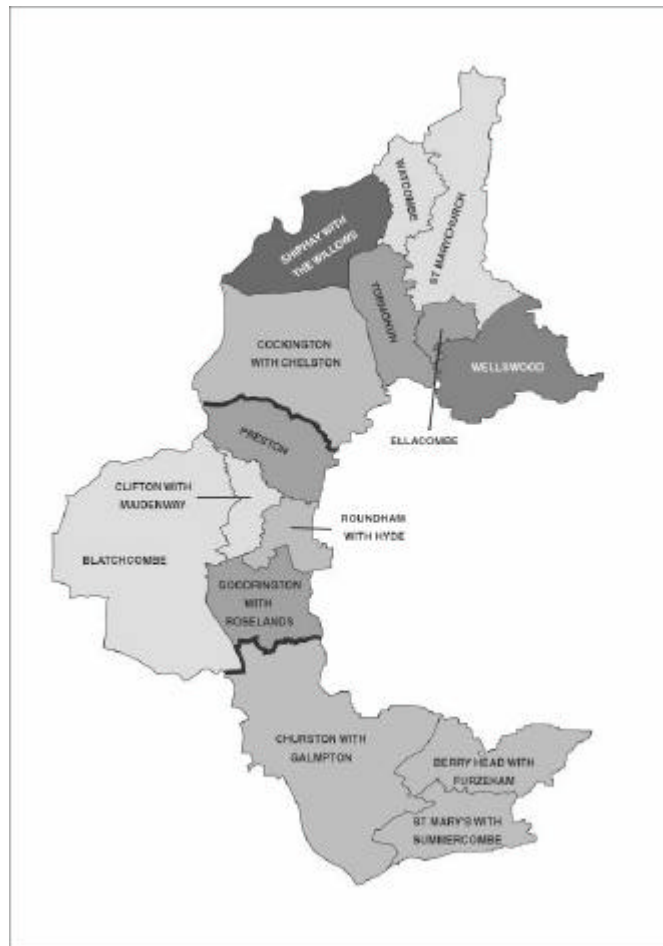 WATCOMBE
ST MARYCHURCH
SHIPHAY WITH
THE WILLOWS
TORMOHUN
COCKINGTON
WITH CHELSTON
WELLSWOOD
ELLACOMBE
PRESTON
CLIFTON WITH
MAIDENWAY
ROUNDHAM
WITH HYDE
BLATCHCOMBE
GOODRINGTON
WITH
ROSELANDS
CHURSTON WITH
GALMPTON
BERRY HEAD WITH
FURZEHAM
ST MARY'S WITH
SUMMERCOMBE